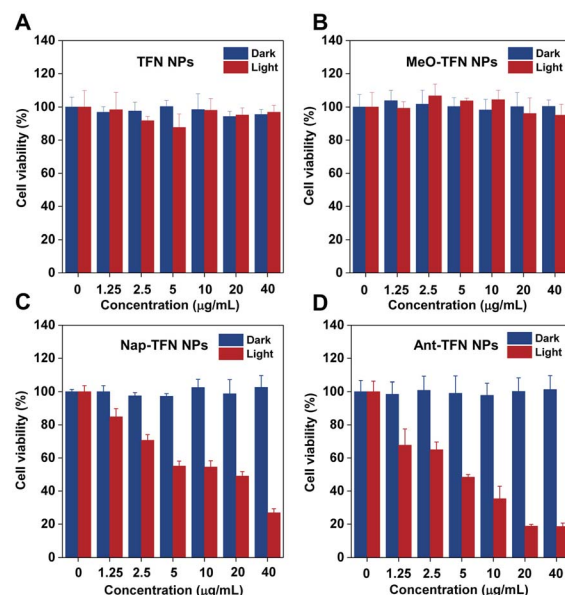 A
TFN NPs
Dark
Light
Cell viability (%)
140
120
100
80
60
40
20
0
0 1.25 2.5 5 10 20 40
Concentration (μg/mL)
B
MeO-TFN NPs
Dark
Light
Cell viability (%)
140
120
100
80
60
40
20
0
0 1.25 2.5 5 10 20 40
Concentration (μg/mL)
C
Nap-TFN NPs
Dark
Light
Cell viability (%)
140
120
100
80
60
40
20
0
0 1.25 2.5 5 10 20 40
Concentration (μg/mL)
D
Ant-TFN NPs
Dark
Light
Cell viability (%)
140
120
100
80
60
40
20
0
0 1.25 2.5 5 10 20 40
Concentration (μg/mL)